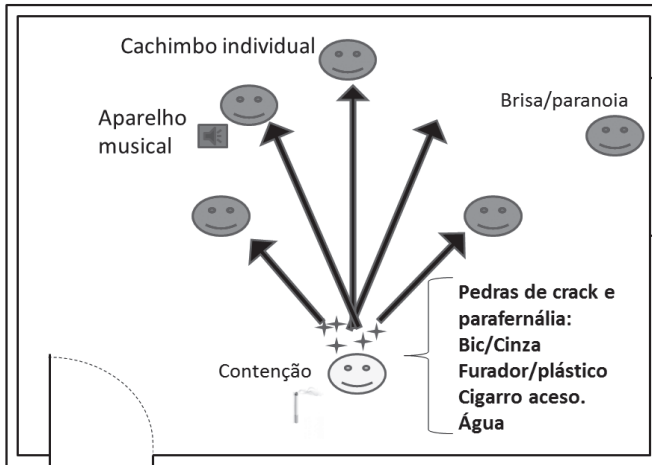 Cachimbo individual
Brisa/paranoia
Aparelho
musical
Pedras de crack e
parafernália:
Bic/Cinza
Furador/plástico
Cigarro aceso.
Água
Contenção